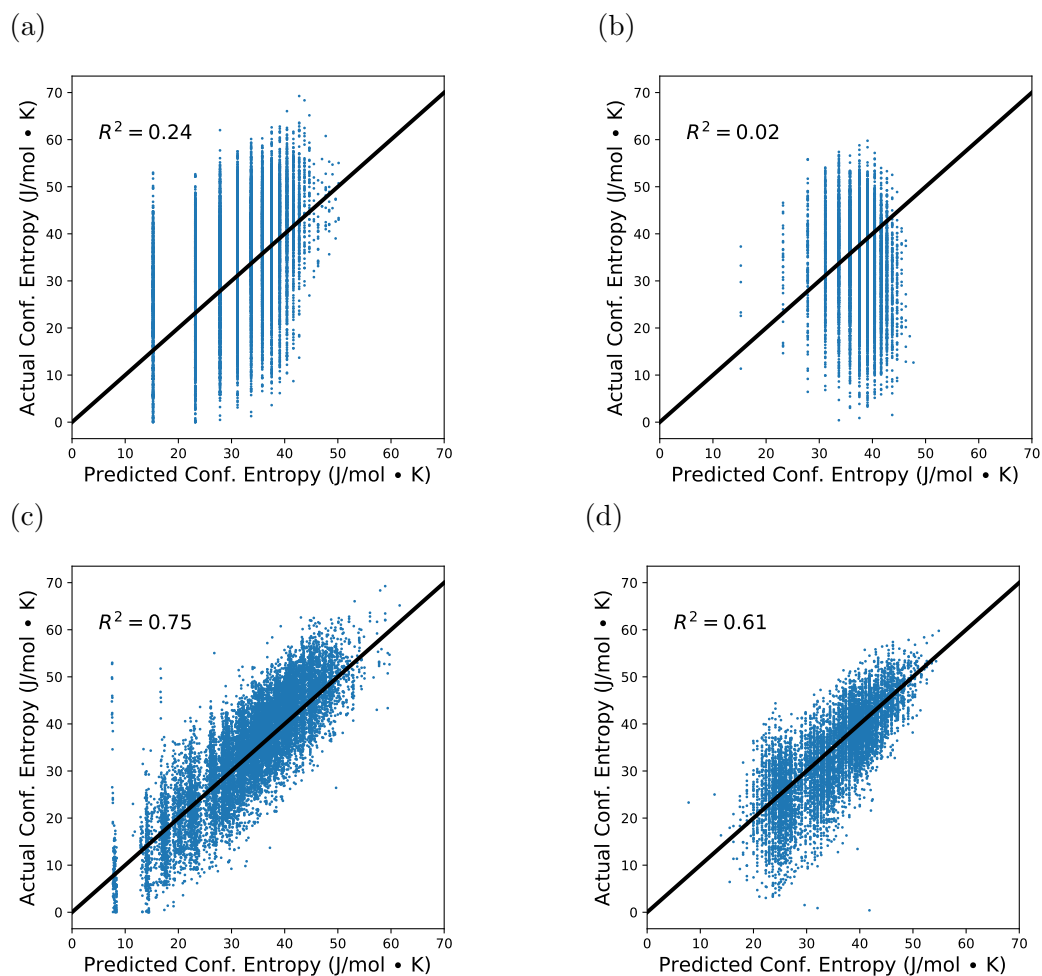 (a)
R² = 0.24
Actual Conf. Entropy (J/mol • K)
70
60
50
40
30
20
10
0
0 10 20 30 40 50 60 70
Predicted Conf. Entropy (J/mol • K)
(b)
R² = 0.02
Actual Conf. Entropy (J/mol • K)
70
60
50
40
30
20
10
0
0 10 20 30 40 50 60 70
Predicted Conf. Entropy (J/mol • K)
(c)
R² = 0.75
Actual Conf. Entropy (J/mol • K)
70
60
50
40
30
20
10
0
0 10 20 30 40 50 60 70
Predicted Conf. Entropy (J/mol • K)
(d)
R² = 0.61
Actual Conf. Entropy (J/mol • K)
70
60
50
40
30
20
10
0
0 10 20 30 40 50 60 70
Predicted Conf. Entropy (J/mol • K)